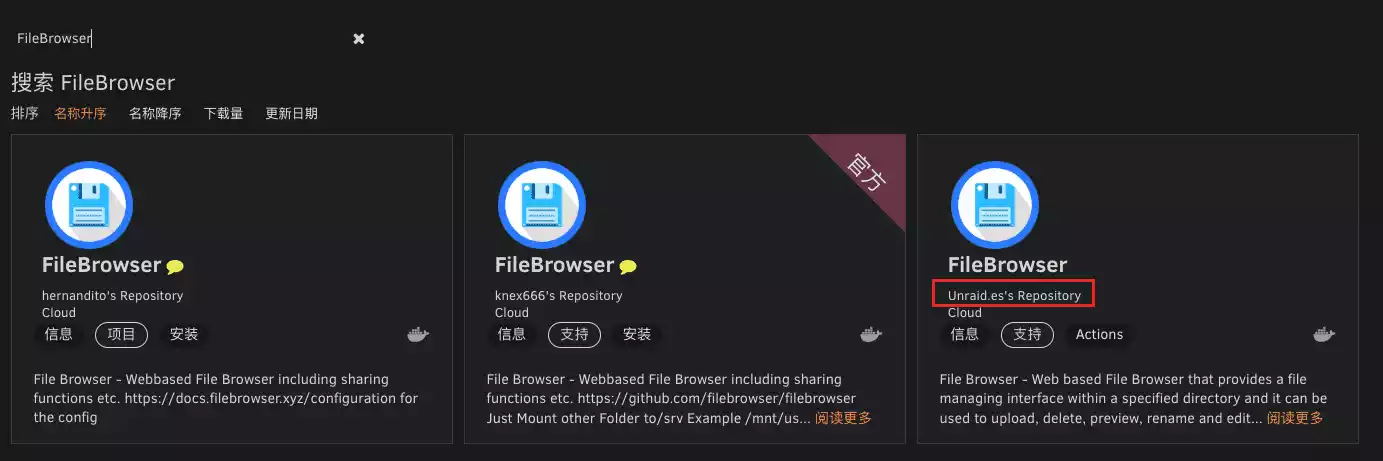 FileBrowser
搜索 FileBrowser
排序 名称升序 名称降序 下载量 更新日期
FileBrowser
hernandito's Repository
Cloud
信息 项目 安装
File Browser - Webbased File Browser including sharing
functions etc. https://docs.filebrowser.xyz/configuration for
the config
官方
FileBrowser
knex666's Repository
Cloud
信息 支持 安装
File Browser - Webbased File Browser including sharing
functions etc. https://github.com/filebrowser/filebrowser
Just Mount other Folder to/srv Example /mnt/us... 阅读更多
FileBrowser
Unraid.es's Repository
Cloud
信息 支持 Actions
File Browser - Web based File Browser that provides a file
managing interface within a specified directory and it can be
used to upload, delete, preview, rename and edit... 阅读更多